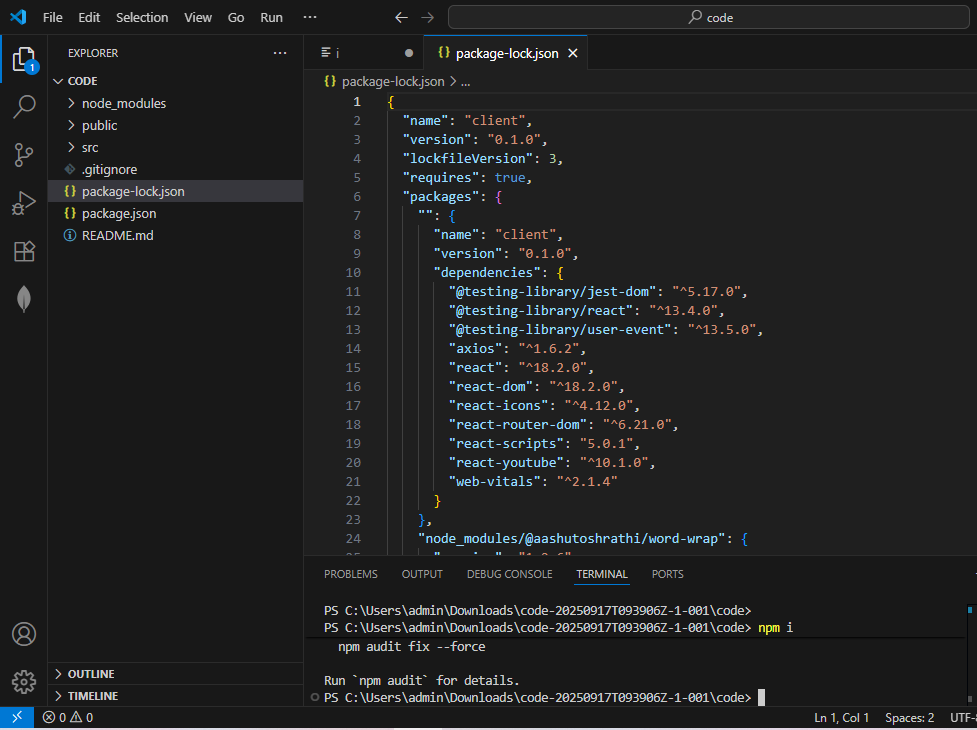 File Edit Selection View Go Run ··· code
EXPLORER ···
1
CODE
node_modules
public
src
.gitignore
{} package-lock.json
{} package.json
README.md
OUTLINE
TIMELINE
i
{} package-lock.json
{} package-lock.json > ...
1 {
2 "name": "client",
3 "version": "0.1.0",
4 "lockfileVersion": 3,
5 "requires": true,
6 "packages": {
7 "": {
8 "name": "client",
9 "version": "0.1.0",
10 "dependencies": {
11 "@testing-library/jest-dom": "^5.17.0",
12 "@testing-library/react": "^13.4.0",
13 "@testing-library/user-event": "^13.5.0",
14 "axios": "^1.6.2",
15 "react": "^18.2.0",
16 "react-dom": "^18.2.0",
17 "react-icons": "^4.12.0",
18 "react-router-dom": "^6.21.0",
19 "react-scripts": "5.0.1",
20 "react-youtube": "^10.1.0",
21 "web-vitals": "^2.1.4"
22 }
23 },
24 "node_modules/@aashutoshrathi/word-wrap": {
PROBLEMS OUTPUT DEBUG CONSOLE TERMINAL PORTS
PS C:\Users\admin\Downloads\code-20250917T093906Z-1-001\code>
PS C:\Users\admin\Downloads\code-20250917T093906Z-1-001\code> npm i
npm audit fix --force
Run `npm audit` for details.
PS C:\Users\admin\Downloads\code-20250917T093906Z-1-001\code>
0 0 Ln 1, Col 1 Spaces: 2 UTF-